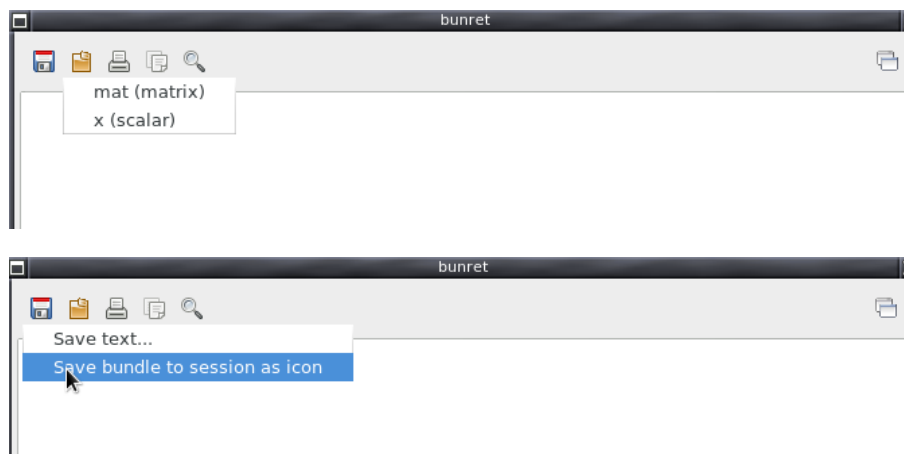 bunret
mat (matrix)
x (scalar)
bunret
Save text...
Save bundle to session as icon